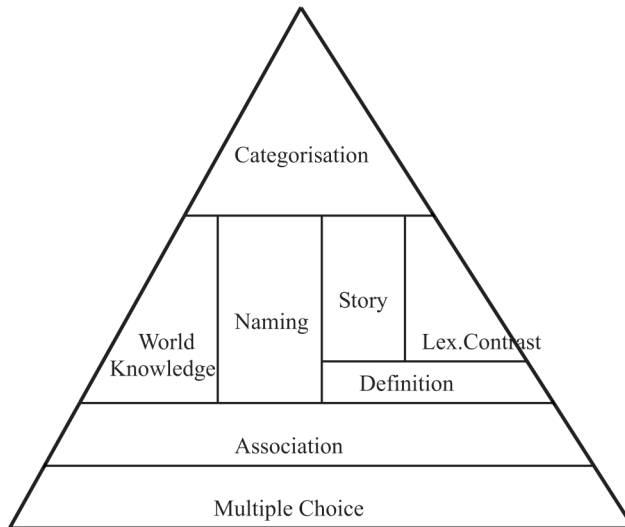 Categorisation
World
Knowledge
Naming
Story
Lex.Contrast
Definition
Association
Multiple Choice